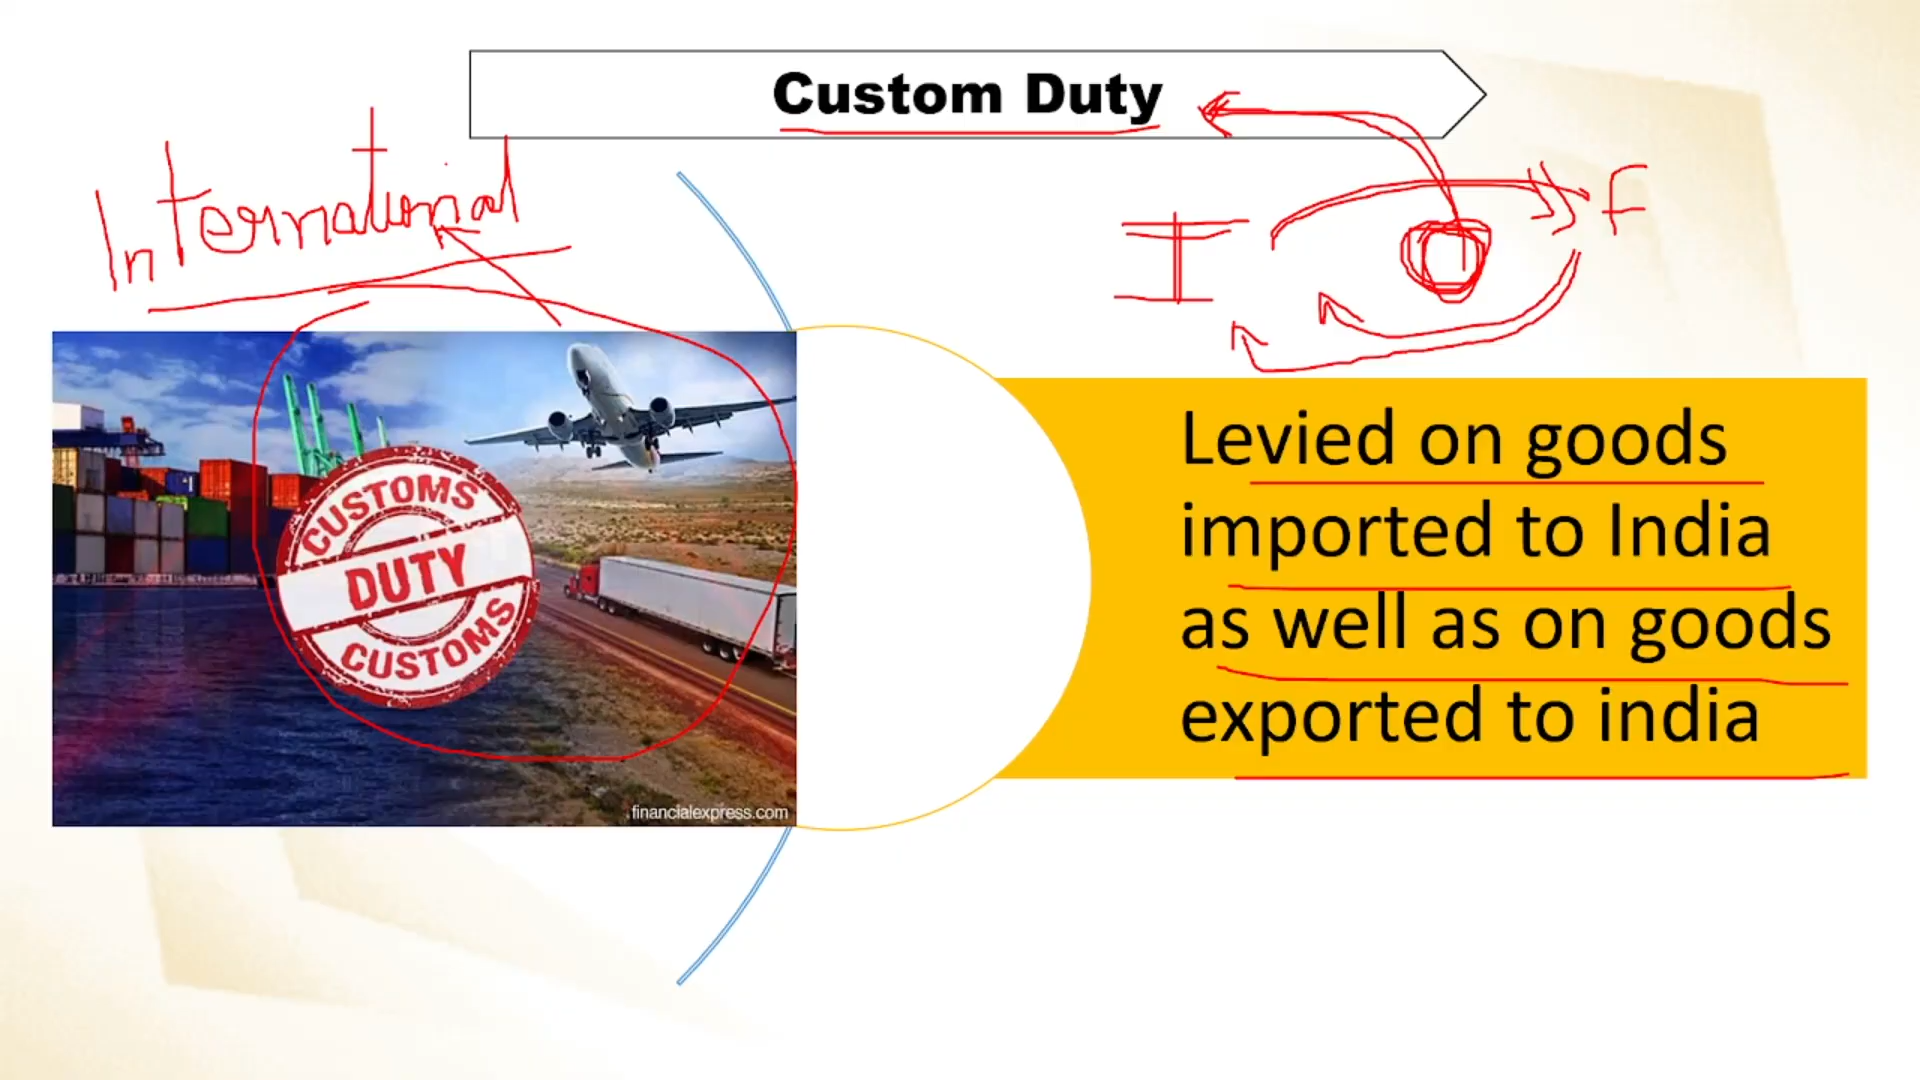 Custom Duty
International
I F
CUSTOMS
DUTY
CUSTOMS
financialexpress.com
Levied on goods
imported to India
as well as on goods
exported to india